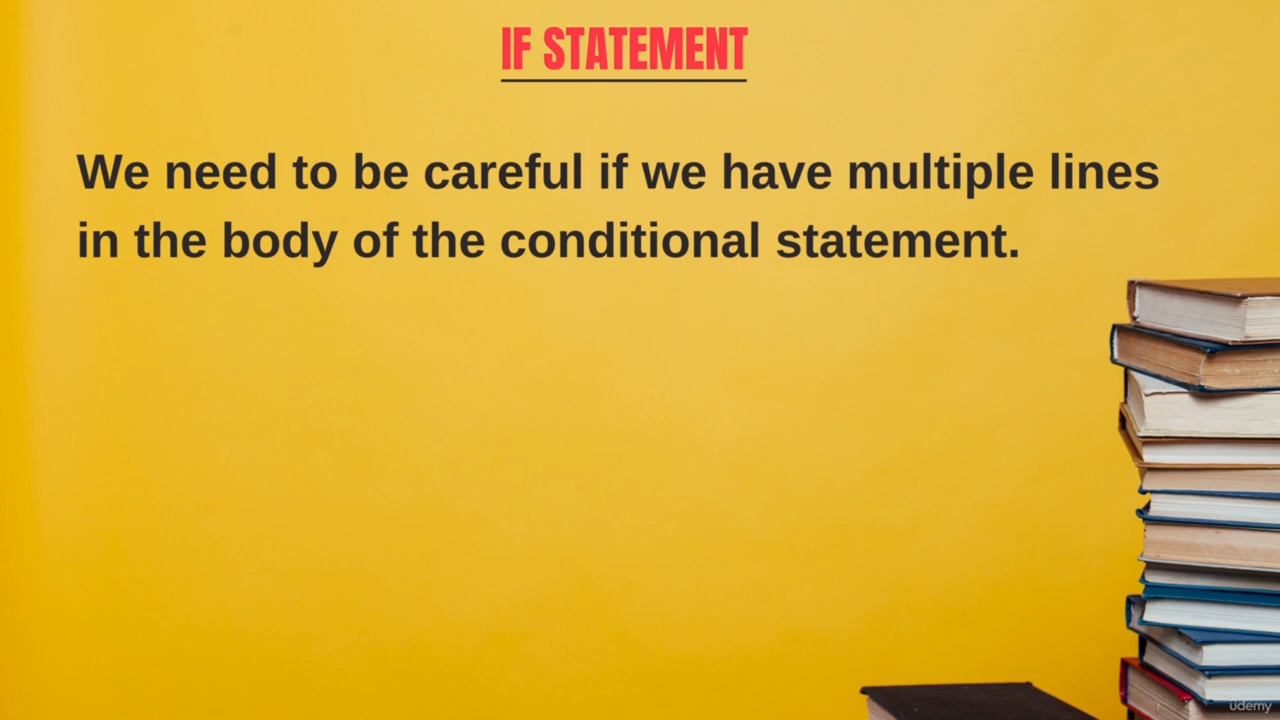 IF STATEMENT
We need to be careful if we have multiple lines
in the body of the conditional statement.
udemy